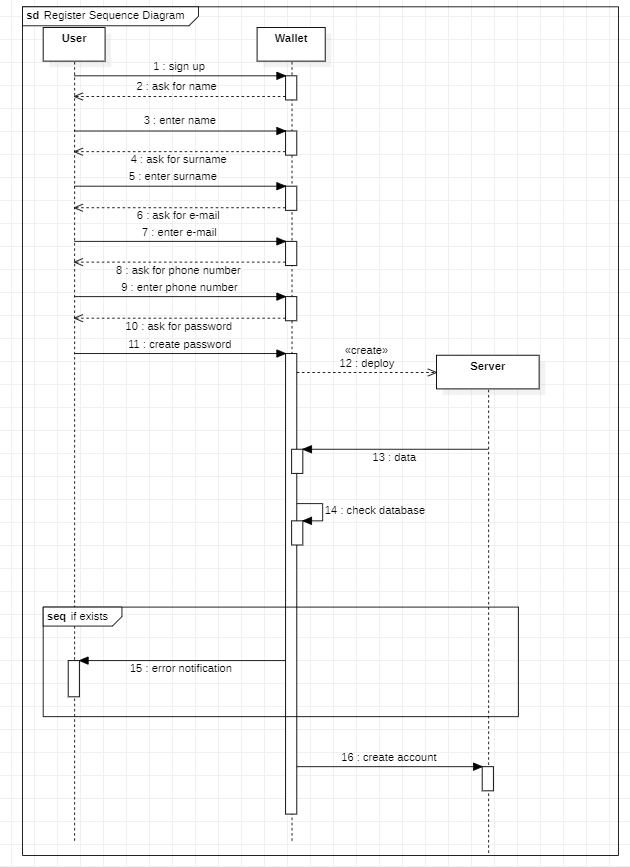 sd Register Sequence Diagram
User
Wallet
1 : sign up
2 : ask for name
3 : enter name
4 : ask for surname
5 : enter surname
6 : ask for e-mail
7 : enter e-mail
8 : ask for phone number
9 : enter phone number
10 : ask for password
11 : create password
«create»
12 : deploy
Server
13 : data
14 : check database
seq if exists
15 : error notification
16 : create account